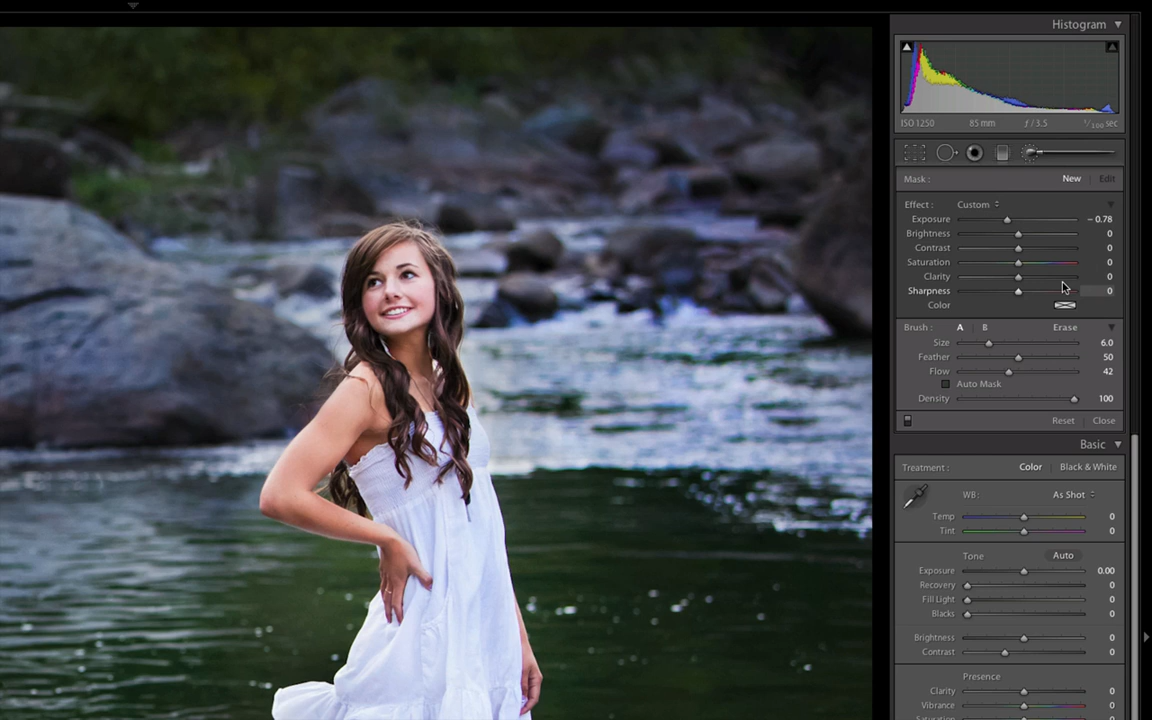 Histogram
ISO 1250 85 mm ƒ / 3.5 1/100 sec
Mask : New Edit
Effect : Custom
Exposure – 0.78
Brightness 0
Contrast 0
Saturation 0
Clarity 0
Sharpness 0
Color
Brush : A B Erase
Size 6.0
Feather 50
Flow 42
Auto Mask
Density 100
Reset Close
Basic
Treatment : Color Black & White
WB : As Shot
Temp 0
Tint 0
Tone Auto
Exposure 0.00
Recovery 0
Fill Light 0
Blacks 0
Brightness 0
Contrast 0
Presence
Clarity 0
Vibrance 0